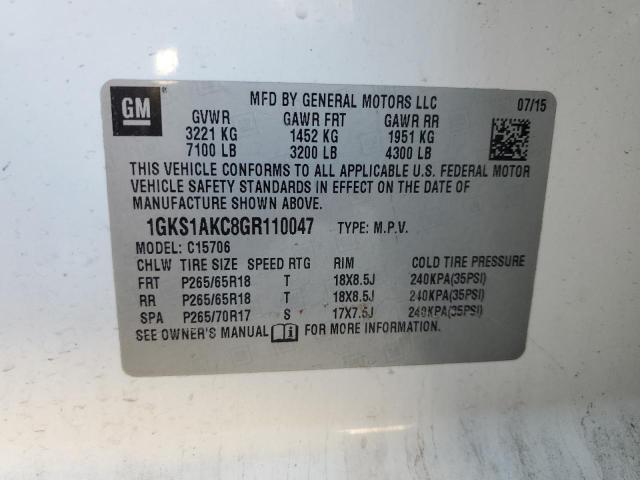 GM
MFD BY GENERAL MOTORS LLC 07/15
GVWR GAWR FRT GAWR RR
3221 KG 1452 KG 1951 KG
7100 LB 3200 LB 4300 LB
THIS VEHICLE CONFORMS TO ALL APPLICABLE U.S. FEDERAL MOTOR
VEHICLE SAFETY STANDARDS IN EFFECT ON THE DATE OF
MANUFACTURE SHOWN ABOVE.
1GKS1AKC8GR110047 TYPE: M.P.V.
MODEL: C15706
CHLW TIRE SIZE SPEED RTG RIM COLD TIRE PRESSURE
FRT P265/65R18 T 18X8.5J 240KPA(35PSI)
RR P265/65R18 T 18X8.5J 240KPA(35PSI)
SPA P265/70R17 S 17X7.5J 240KPA(35PSI)
SEE OWNER'S MANUAL FOR MORE INFORMATION.